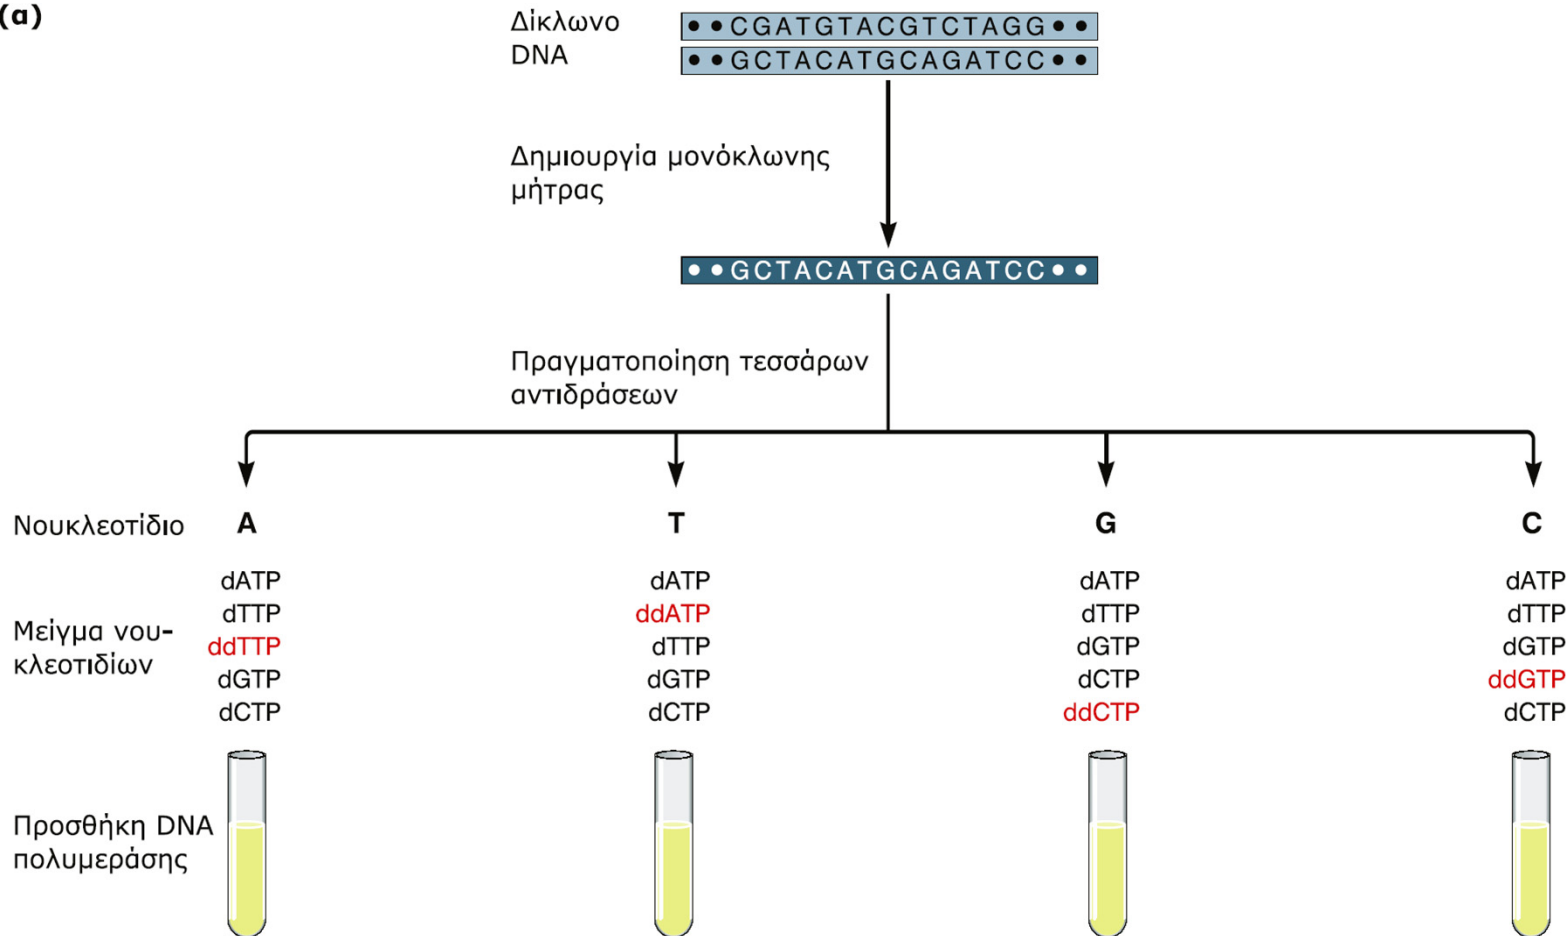 (α)
Δίκλωνο
DNA
• • CGATGTACGTCTAGG • •
• • GCTACATGCAGATCC • •
Δημιουργία μονόκλωνης
μήτρας
• • GCTACATGCAGATCC • •
Πραγματοποίηση τεσσάρων
αντιδράσεων
Νουκλεοτίδιο A T G C
Μείγμα νου-
κλεοτιδίων
dATP
dTTP
ddTTP
dGTP
dCTP
dATP
ddATP
dTTP
dGTP
dCTP
dATP
dTTP
dGTP
dCTP
ddCTP
dATP
dTTP
dGTP
ddGTP
dCTP
Προσθήκη DNA
πολυμεράσης